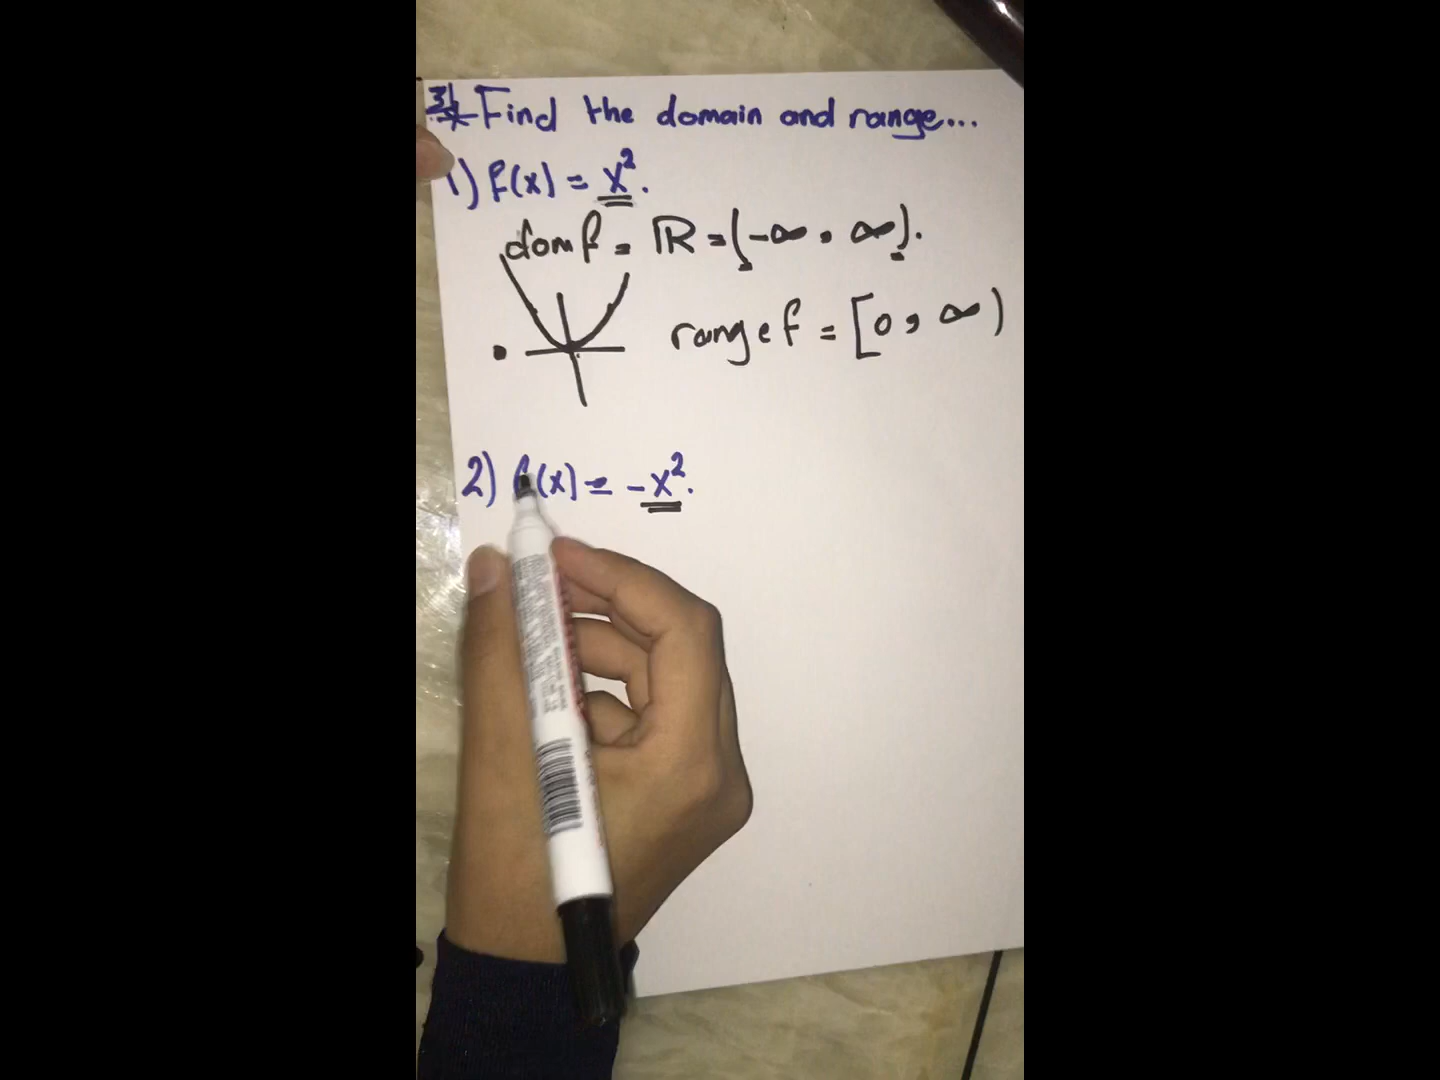 Find the domain and range...
1) f(x) = x².
dom f = ℝ = (-∞, ∞).
range f = [0, ∞)
2) f(x) = -x².